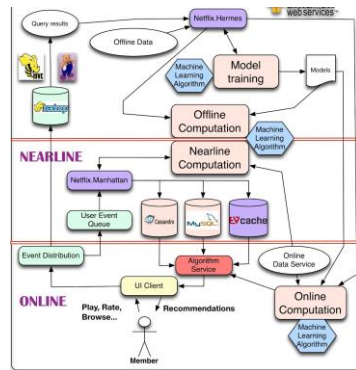 web services
Query results
Netflix.Hermes
Offline Data
Model
training
Machine
Learning
Algorithm
Models
HIVE
hadoop
Offline
Computation
Machine
Learning
Algorithm
NEARLINE
Nearline
Computation
Netflix.Manhattan
User Event
Queue
Cassandra
MySQL
EVcache
Event Distribution
Algorithm
Service
Online
Data Service
ONLINE
UI Client
Online
Computation
Play, Rate,
Browse...
Recommendations
Machine
Learning
Algorithm
Member